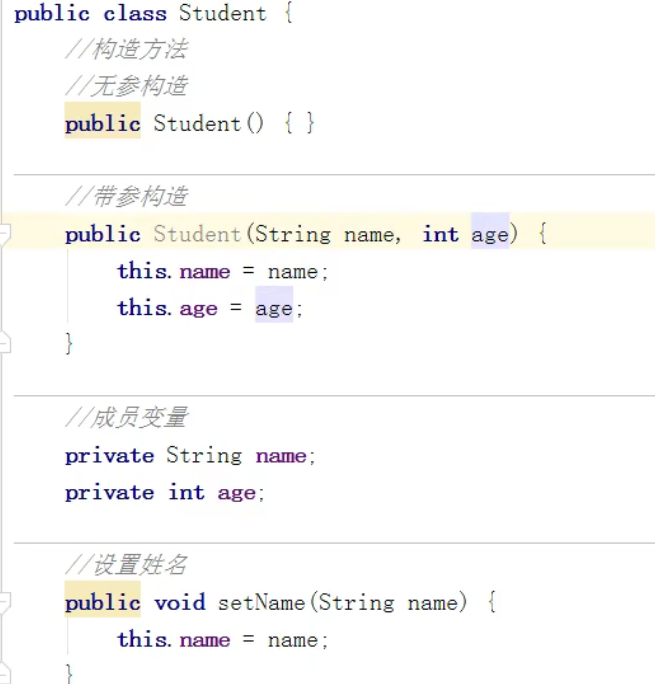 public class Student {
//构造方法
//无参构造
public Student() { }
//带参构造
public Student(String name, int age) {
this.name = name;
this.age = age;
}
//成员变量
private String name;
private int age;
//设置姓名
public void setName(String name) {
this.name = name;
}